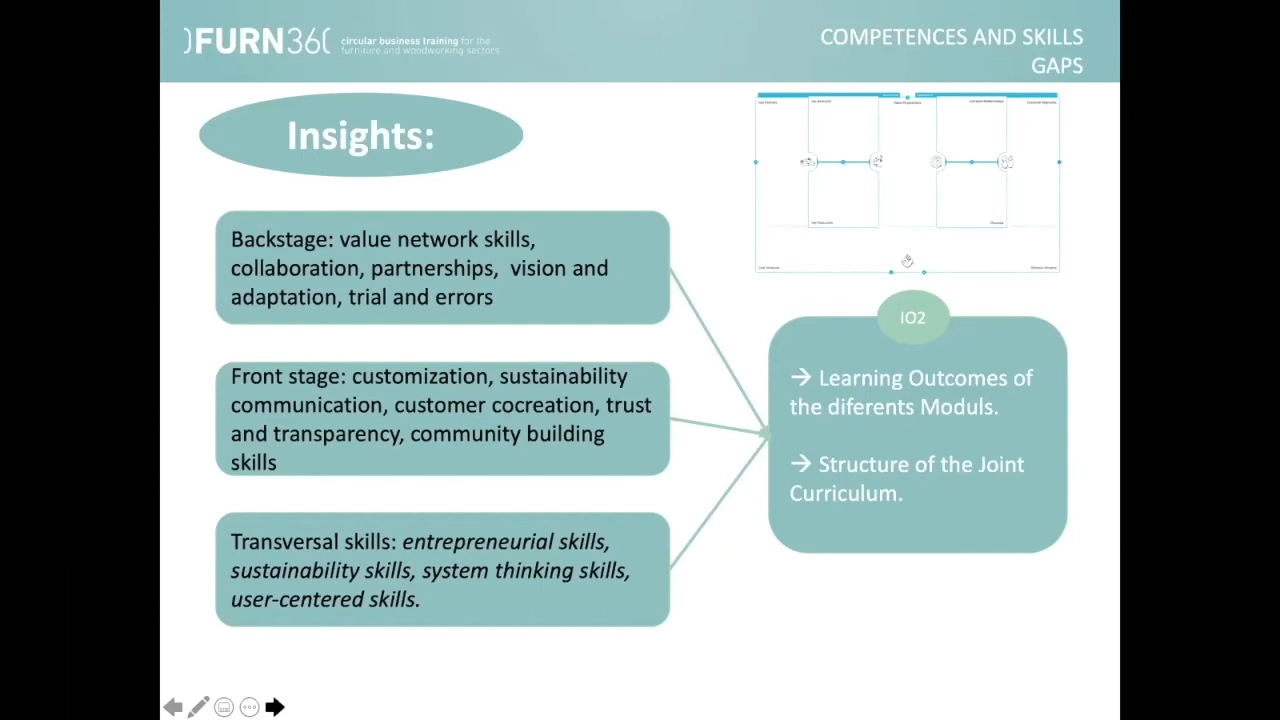 FURN360
circular business training for the
furniture and woodworking sectors
COMPETENCES AND SKILLS
GAPS
Insights:
Backstage: value network skills,
collaboration, partnerships, vision and
adaptation, trial and errors
Front stage: customization, sustainability
communication, customer cocreation, trust
and transparency, community building
skills
Transversal skills: entrepreneurial skills,
sustainability skills, system thinking skills,
user-centered skills.
IO2
→ Learning Outcomes of
the diferents Moduls.
→ Structure of the Joint
Curriculum.